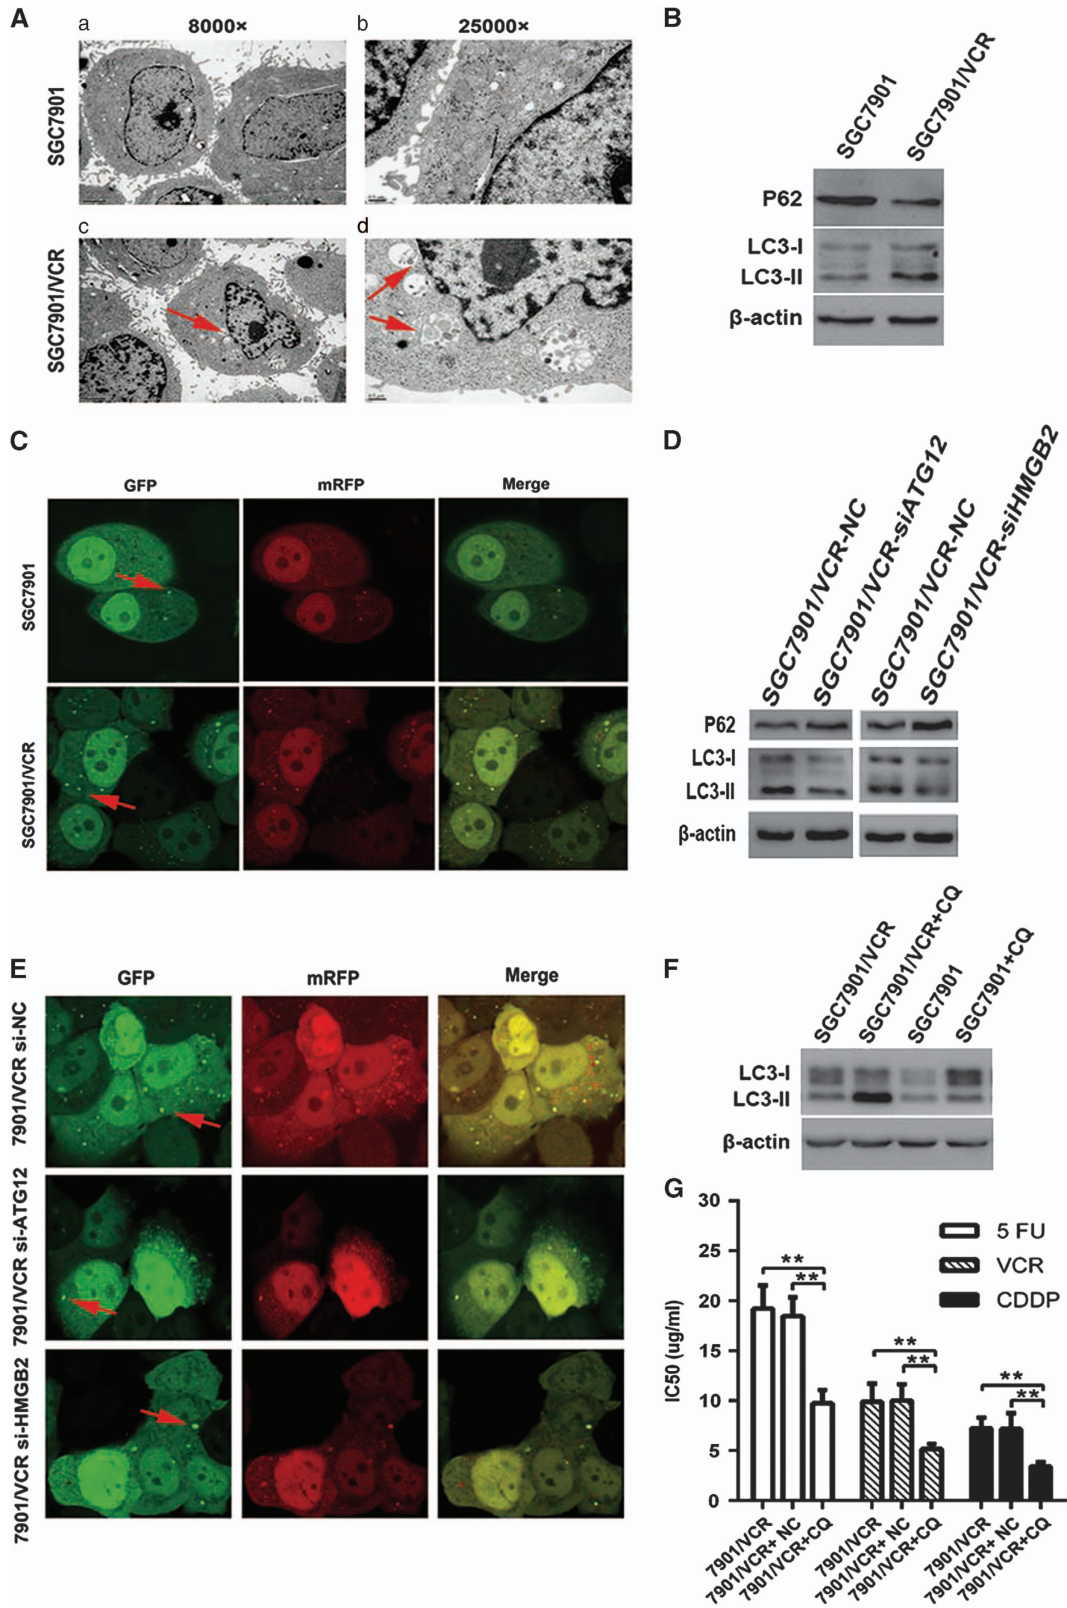 A
a
8000×
b
25000×
SGC7901
c
d
SGC7901/VCR
B
SGC7901
SGC7901/VCR
P62
LC3-I
LC3-II
β-actin
C
GFP
mRFP
Merge
SGC7901
SGC7901/VCR
D
SGC7901/VCR-NC
SGC7901/VCR-siATG12
SGC7901/VCR-NC
SGC7901/VCR-siHMGB2
P62
LC3-I
LC3-II
β-actin
E
GFP
mRFP
Merge
7901/VCR si-NC
7901/VCR si-ATG12
7901/VCR si-HMGB2
F
SGC7901/VCR
SGC7901/VCR+CQ
SGC7901
SGC7901+CQ
LC3-I
LC3-II
β-actin
G
IC50 (ug/ml)
30
25
20
15
10
5
0
5 FU
VCR
CDDP
**
**
**
**
**
**
7901/VCR
7901/VCR+ NC
7901/VCR+CQ
7901/VCR
7901/VCR+ NC
7901/VCR+CQ
7901/VCR
7901/VCR+ NC
7901/VCR+CQ